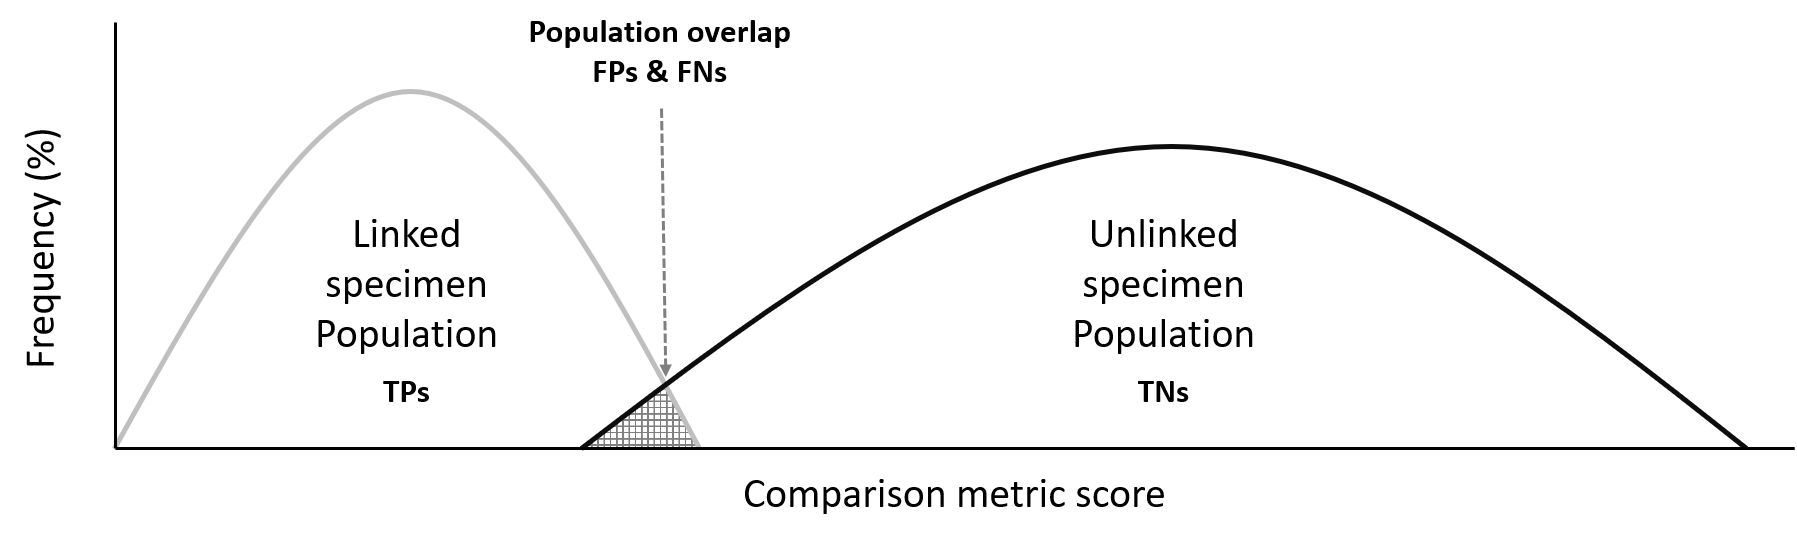 Population overlap
FPs & FNs
Frequency (%)
Linked
specimen
Population
TPs
Unlinked
specimen
Population
TNs
Comparison metric score